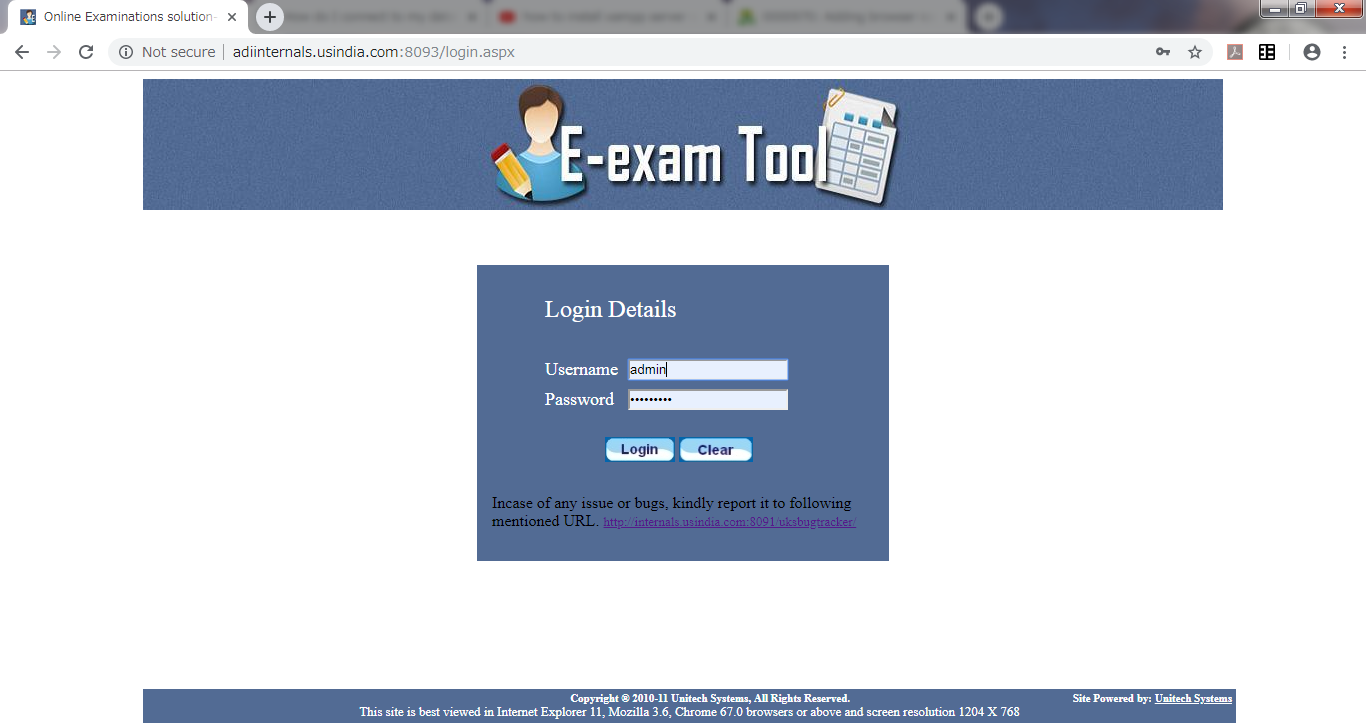 Online Examinations solution-
Not secure | adiinternals.usindia.com:8093/login.aspx
E-exam Tool
Login Details
Username admin
Password •••••••••
Login Clear
Incase of any issue or bugs, kindly report it to following
mentioned URL. http://internals.usindia.com:8091/uksbugtracker/
Copyright © 2010-11 Unitech Systems, All Rights Reserved. Site Powered by: Unitech Systems
This site is best viewed in Internet Explorer 11, Mozilla 3.6, Chrome 67.0 browsers or above and screen resolution 1204 X 768